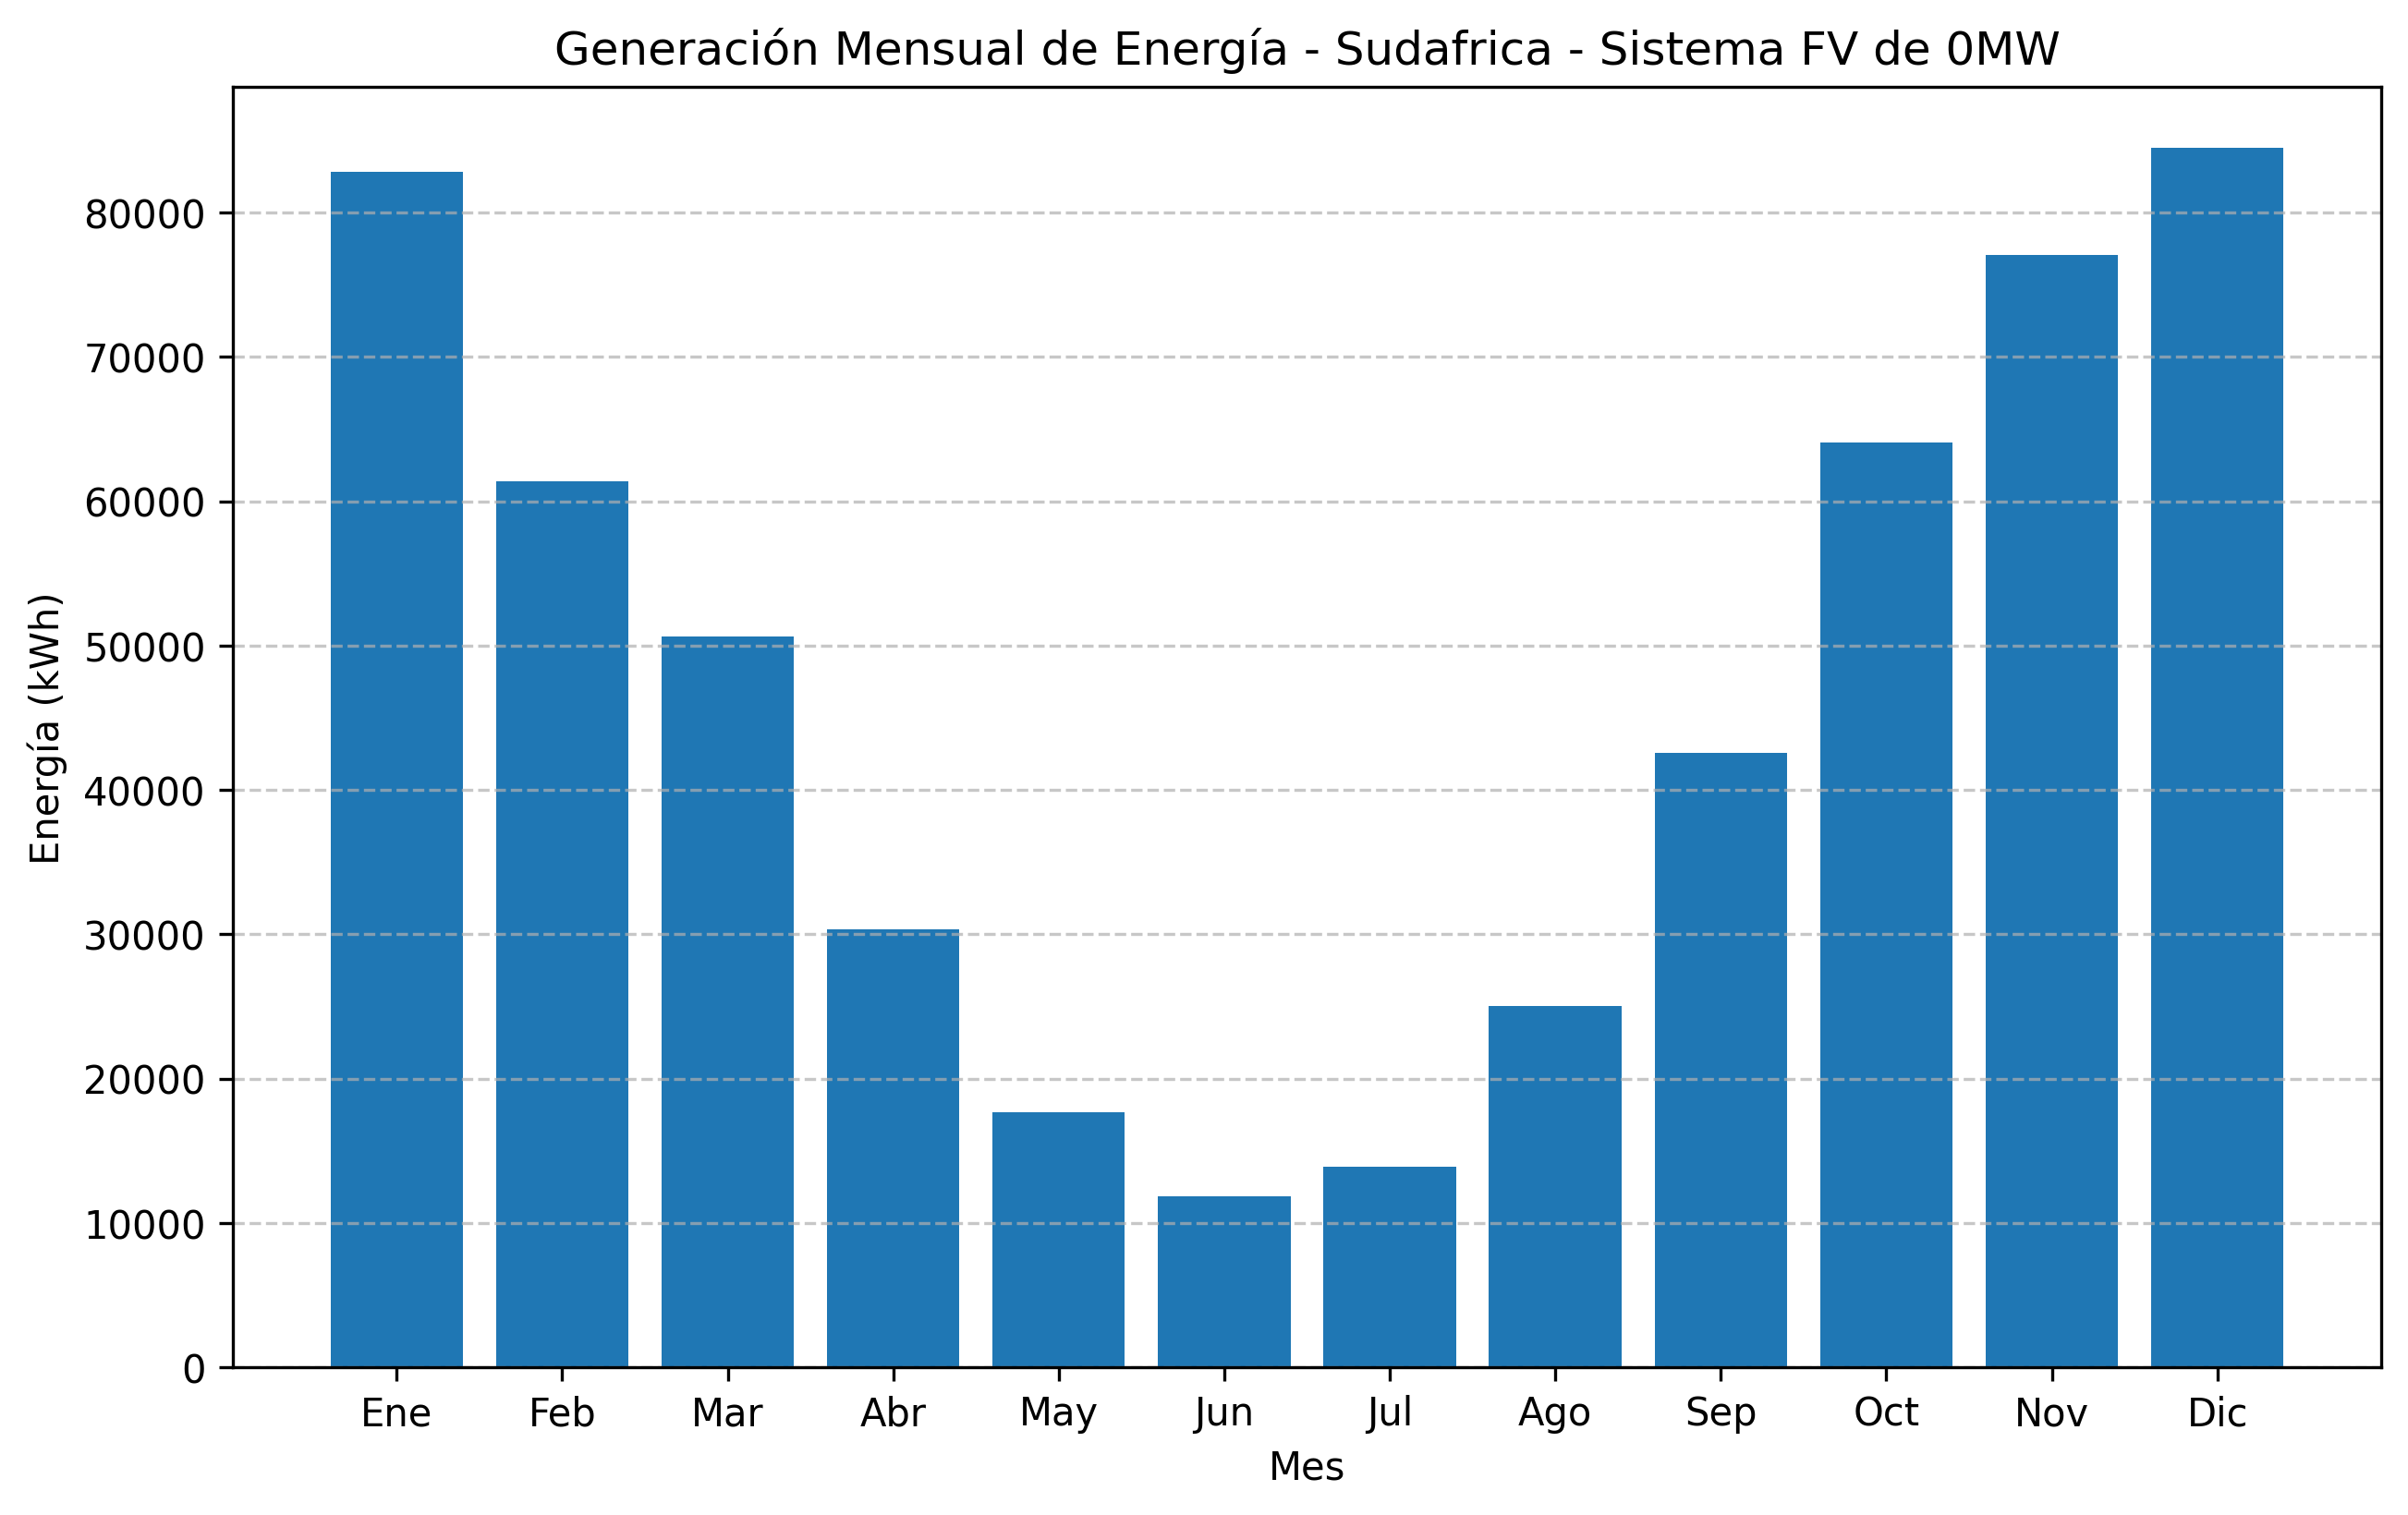 Generación Mensual de Energía - Sudafrica - Sistema FV de 0MW
Energía (kWh)
80000
70000
60000
50000
40000
30000
20000
10000
0
Ene Feb Mar Abr May Jun Jul Ago Sep Oct Nov Dic
Mes